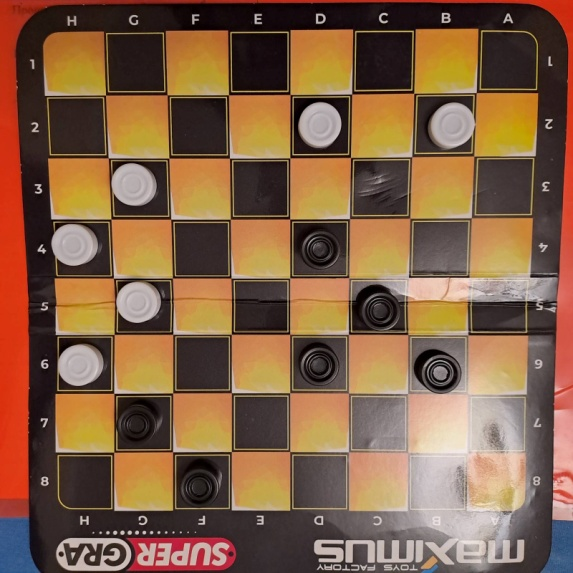 H G F E D C B A
1 1
2 2
3 3
4 4
5 5
6 6
7 7
8 8
H G F E D C B A
SUPER GRA
maximus
TOYS FACTORY